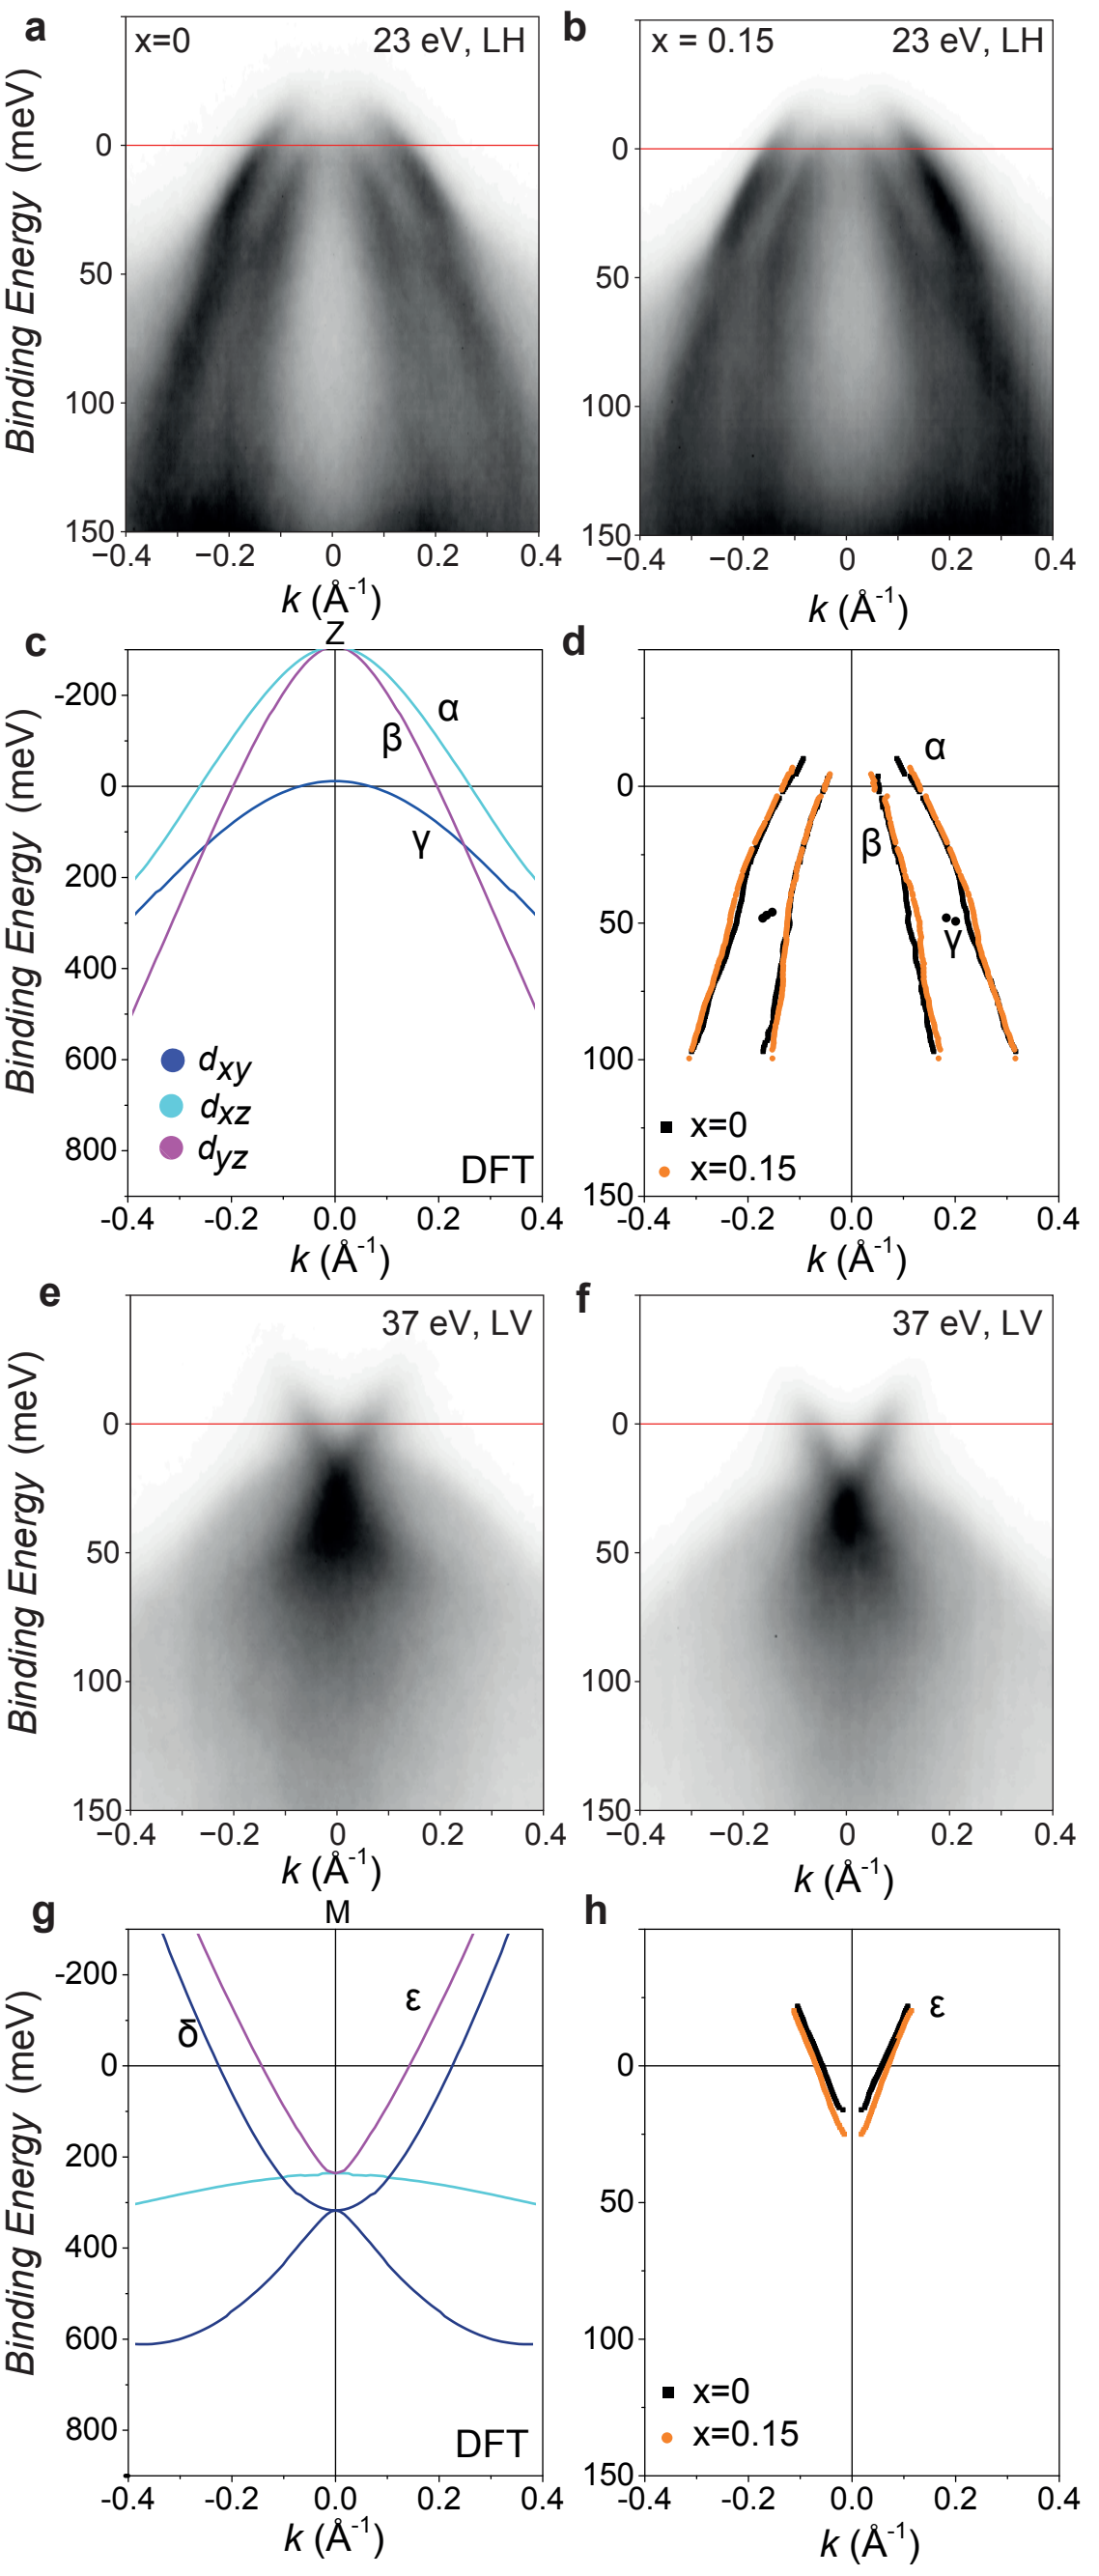 a
x=0
23 eV, LH
b
x = 0.15
23 eV, LH
Binding Energy (meV)
0
50
100
150
−0.4
−0.2
0
0.2
0.4
k (Å⁻¹)
0
50
100
150
−0.4
−0.2
0
0.2
0.4
k (Å⁻¹)
c
Z
d
Binding Energy (meV)
-200
0
200
400
600
800
α
β
γ
dxy
dxz
dyz
DFT
-0.4
-0.2
0.0
0.2
0.4
k (Å⁻¹)
0
50
100
150
α
β
γ
x=0
x=0.15
-0.4
-0.2
0.0
0.2
0.4
k (Å⁻¹)
e
37 eV, LV
f
37 eV, LV
Binding Energy (meV)
0
50
100
150
−0.4
−0.2
0
0.2
0.4
k (Å⁻¹)
0
50
100
150
−0.4
−0.2
0
0.2
0.4
k (Å⁻¹)
g
M
h
Binding Energy (meV)
-200
0
200
400
600
800
δ
ε
DFT
-0.4
-0.2
0.0
0.2
0.4
k (Å⁻¹)
0
50
100
150
ε
x=0
x=0.15
-0.4
-0.2
0.0
0.2
0.4
k (Å⁻¹)